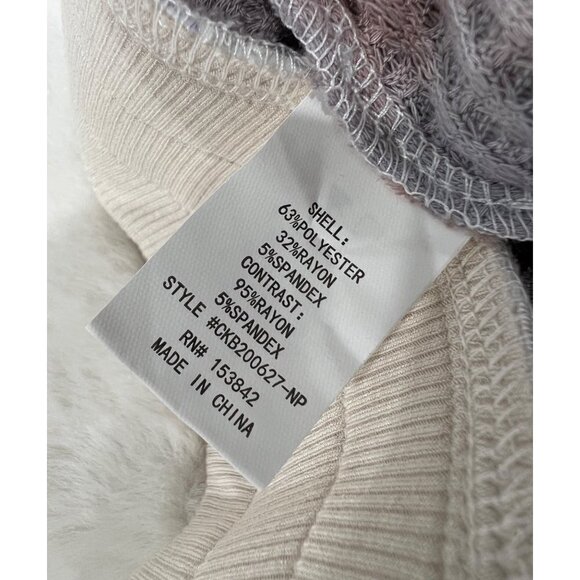 SHELL:
63%POLYESTER
32%RAYON
5%SPANDEX
CONTRAST:
95%RAYON
5%SPANDEX
STYLE #CKB200627-NP
RN# 153842
MADE IN CHINA